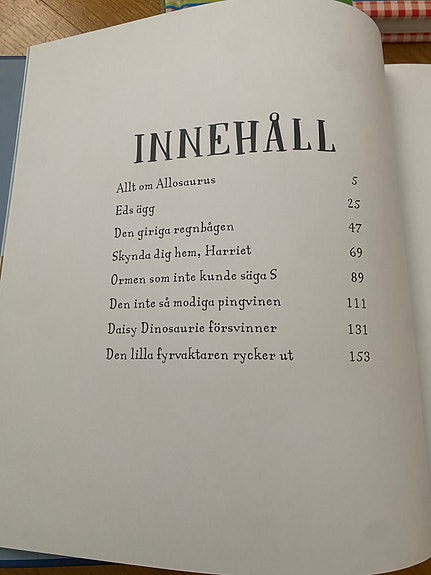 INNEHÅLL
Allt om Allosaurus 5
Eds ägg 25
Den giriga regnbågen 47
Skynda dig hem, Harriet 69
Ormen som inte kunde säga S 89
Den inte så modiga pingvinen 111
Daisy Dinosaurie försvinner 131
Den lilla fyrvaktaren rycker ut 153